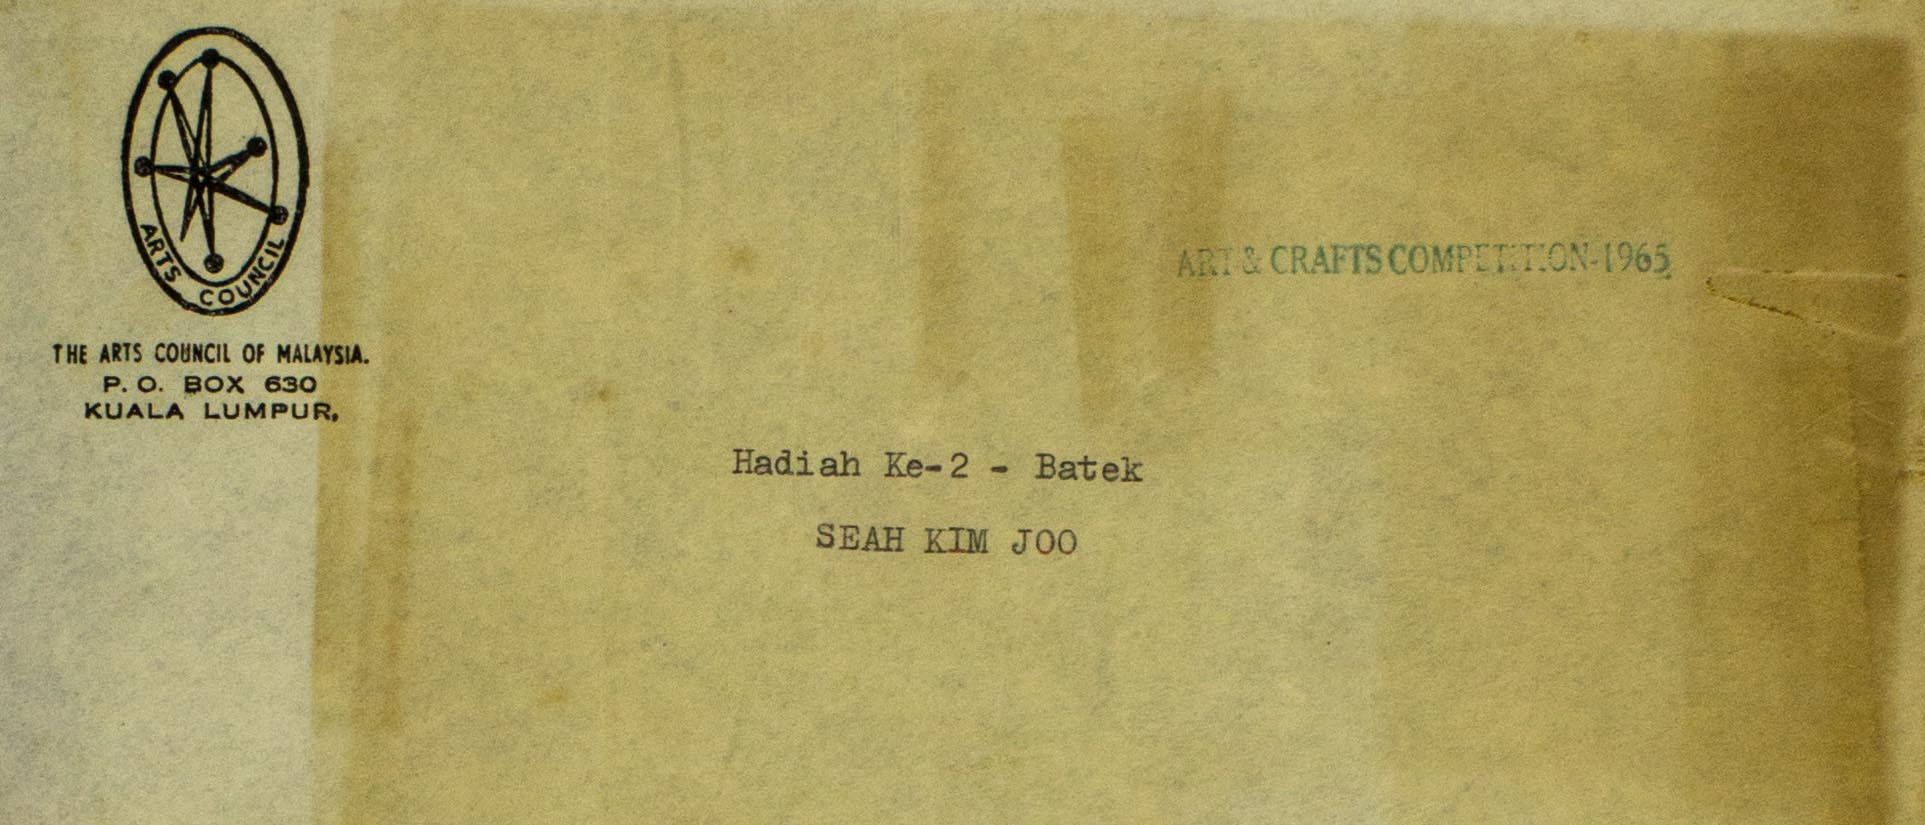 ARTS COUNCIL
THE ARTS COUNCIL OF MALAYSIA.
P. O. BOX 630
KUALA LUMPUR.
ART & CRAFTS COMPETITION-1965
Hadiah Ke-2 - Batek
SEAH KIM JOO